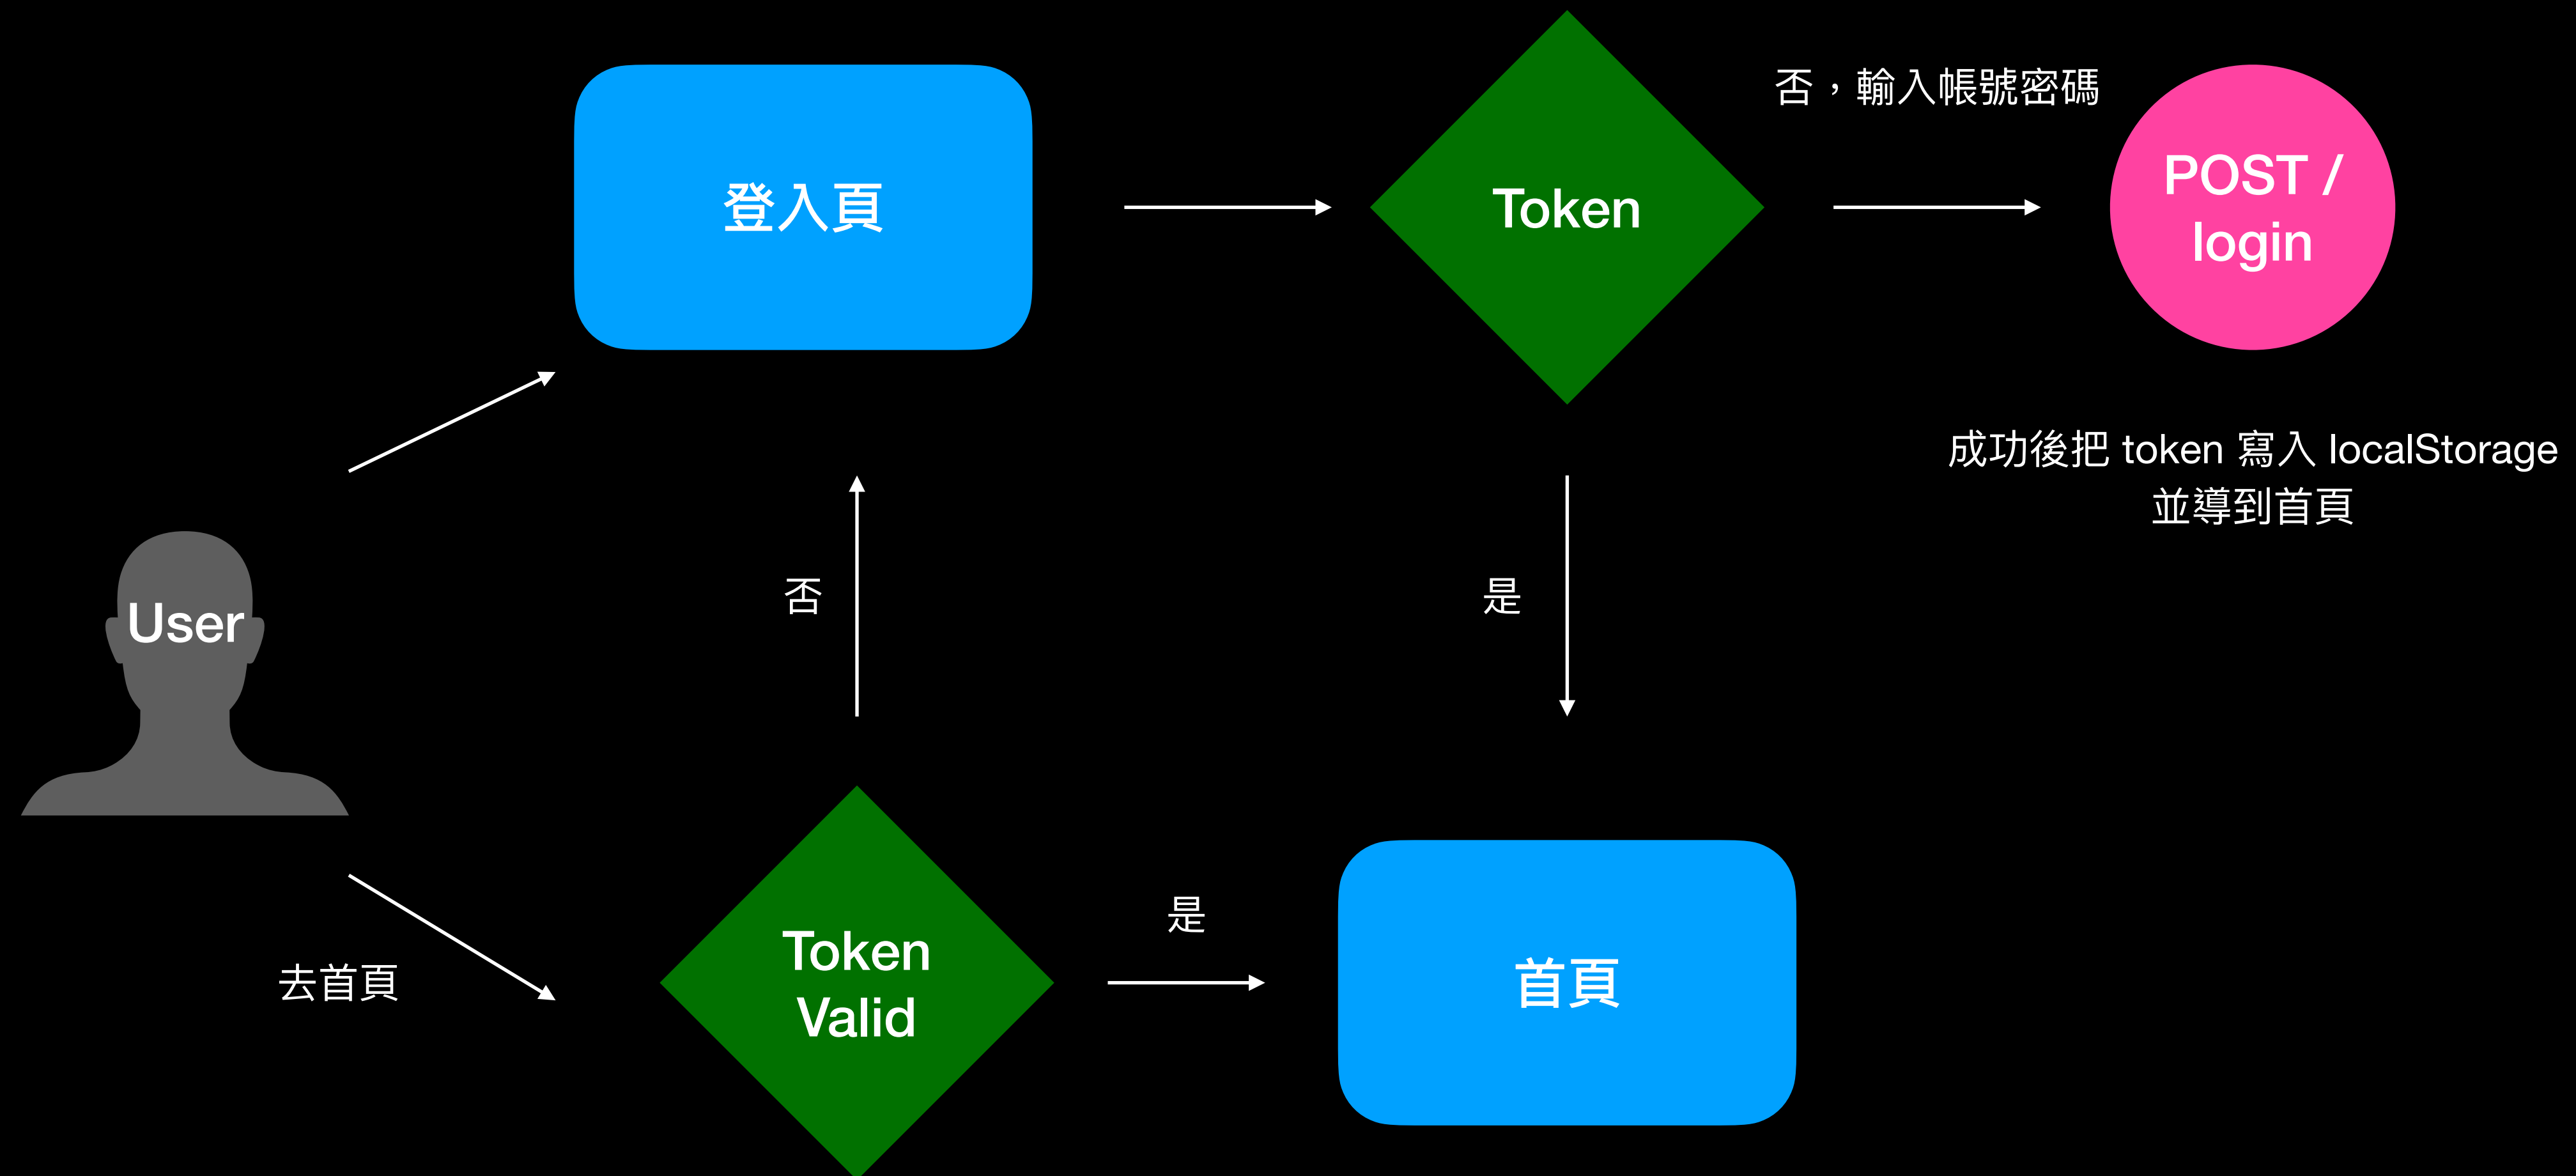 登入頁
Token
否，輸入帳號密碼
POST /
login
成功後把 token 寫入 localStorage
並導到首頁
User
否
是
去首頁
Token
Valid
是
首頁